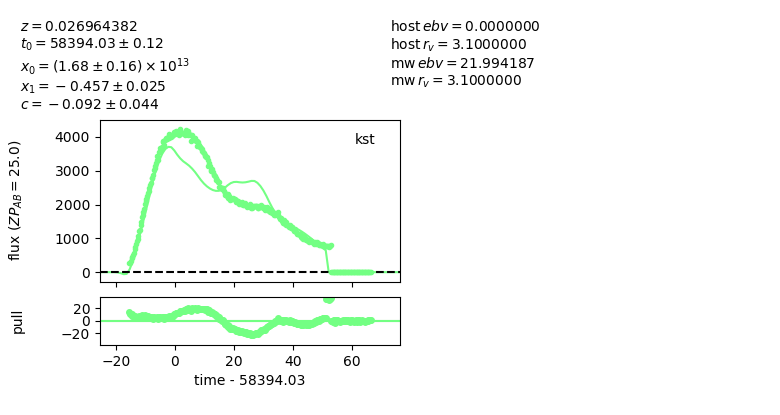 z = 0.026964382
t₀ = 58394.03 ± 0.12
x₀ = (1.68 ± 0.16) × 10¹³
x₁ = − 0.457 ± 0.025
c = − 0.092 ± 0.044
host ebv = 0.0000000
host r_v = 3.1000000
mw ebv = 21.994187
mw r_v = 3.1000000
flux (ZP_AB = 25.0)
4000
3000
2000
1000
0
kst
pull
20
0
−20
−20
0
20
40
60
time - 58394.03